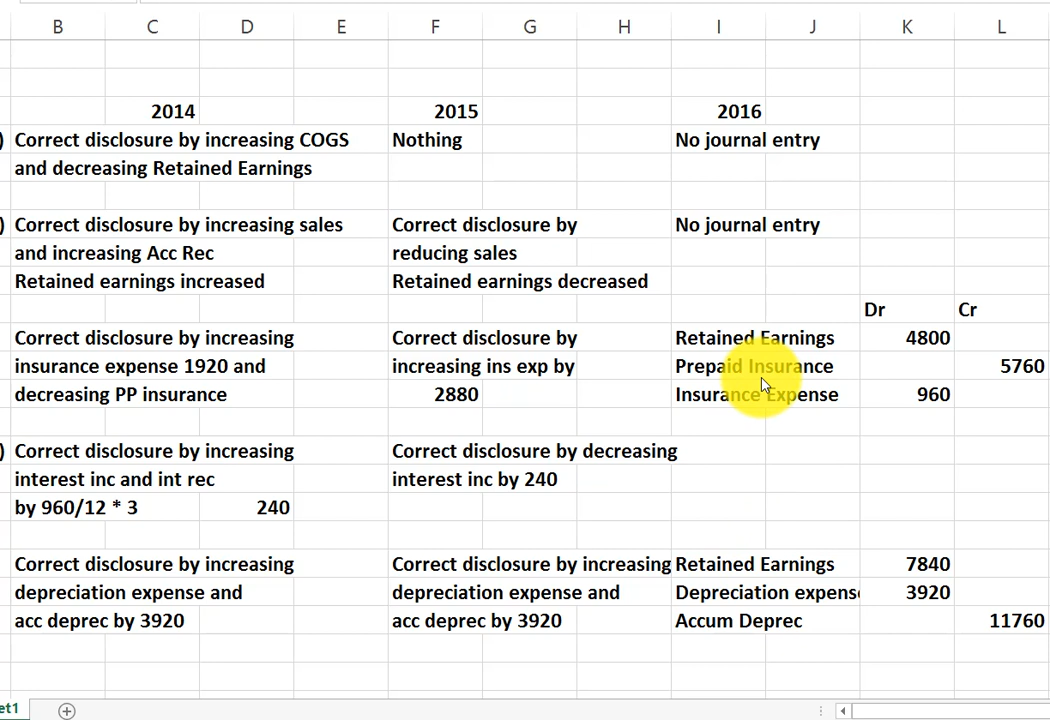 B C D E F G H I J K L
2014 2015 2016
) Correct disclosure by increasing COGS Nothing No journal entry
and decreasing Retained Earnings
) Correct disclosure by increasing sales Correct disclosure by No journal entry
and increasing Acc Rec reducing sales
Retained earnings increased Retained earnings decreased
Dr Cr
Correct disclosure by increasing Correct disclosure by Retained Earnings 4800
insurance expense 1920 and increasing ins exp by Prepaid Insurance 5760
decreasing PP insurance 2880 Insurance Expense 960
) Correct disclosure by increasing Correct disclosure by decreasing
interest inc and int rec interest inc by 240
by 960/12 * 3 240
Correct disclosure by increasing Correct disclosure by increasing Retained Earnings 7840
depreciation expense and depreciation expense and Depreciation expens 3920
acc deprec by 3920 acc deprec by 3920 Accum Deprec 11760
et1